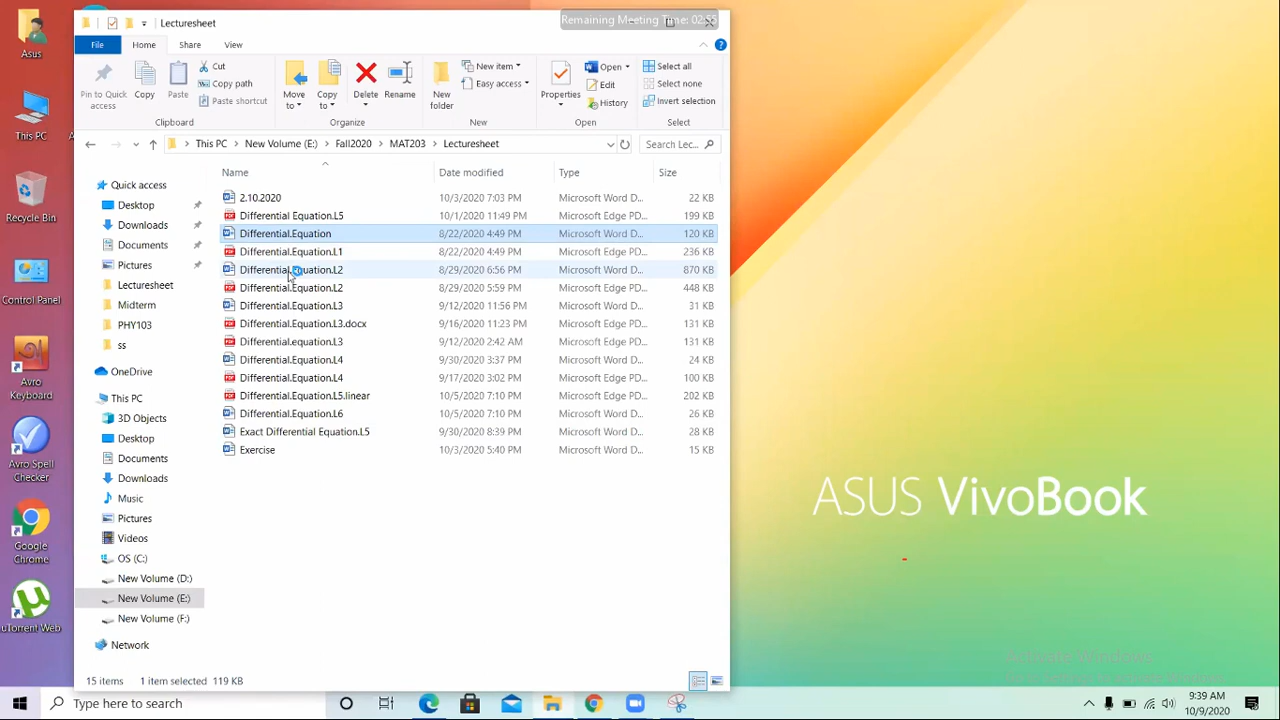 Lecturesheet
Remaining Meeting Time: 02:55
File
Home
Share
View
Pin to Quick access
Copy
Paste
Cut
Copy path
Paste shortcut
Clipboard
Move to
Copy to
Delete
Rename
Organize
New folder
New item
Easy access
New
Properties
Open
Edit
History
Open
Select all
Select none
Invert selection
Select
This PC > New Volume (E:) > Fall2020 > MAT203 > Lecturesheet
Search Lec...
Name Date modified Type Size
2.10.2020 10/3/2020 7:03 PM Microsoft Word D... 22 KB
Differential Equation.L5 10/1/2020 11:49 PM Microsoft Edge PD... 199 KB
Differential.Equation 8/22/2020 4:49 PM Microsoft Word D... 120 KB
Differential.Equation.L1 8/22/2020 4:49 PM Microsoft Edge PD... 236 KB
Differential.Equation.L2 8/29/2020 6:56 PM Microsoft Word D... 870 KB
Differential.Equation.L2 8/29/2020 5:59 PM Microsoft Edge PD... 448 KB
Differential.Equation.L3 9/12/2020 11:56 PM Microsoft Word D... 31 KB
Differential.Equation.L3.docx 9/16/2020 11:23 PM Microsoft Edge PD... 131 KB
Differential.equation.L3 9/12/2020 2:42 AM Microsoft Edge PD... 131 KB
Differential.Equation.L4 9/30/2020 3:37 PM Microsoft Word D... 24 KB
Differential.Equation.L4 9/17/2020 3:02 PM Microsoft Edge PD... 100 KB
Differential.Equation.L5.linear 10/5/2020 7:10 PM Microsoft Edge PD... 202 KB
Differential.Equation.L6 10/5/2020 7:10 PM Microsoft Word D... 26 KB
Exact Differential Equation.L5 9/30/2020 8:39 PM Microsoft Word D... 28 KB
Exercise 10/3/2020 5:40 PM Microsoft Word D... 15 KB
Quick access
Desktop
Downloads
Documents
Pictures
Lecturesheet
Midterm
PHY103
ss
OneDrive
This PC
3D Objects
Desktop
Documents
Downloads
Music
Pictures
Videos
OS (C:)
New Volume (D:)
New Volume (E:)
New Volume (F:)
Network
15 items 1 item selected 119 KB
Asus
This PC
Recycle Bin
Control Panel
Avro
Keyboard
Avro Spell
Checker
Google
Chrome
uTorrent Web
ASUS VivoBook
Activate Windows
Type here to search
9:39 AM
10/9/2020